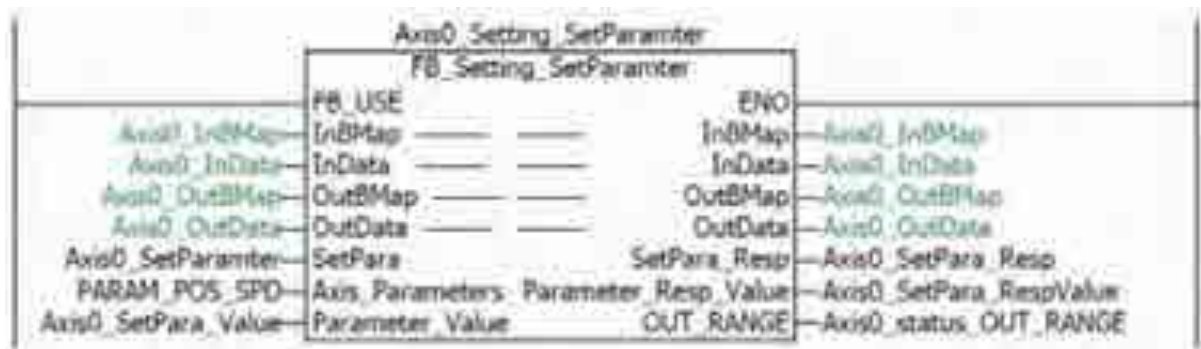 Axis0_Setting_SetParamter
FB_Setting_SetParamter
FB_USE ENO
Axis0_InBMap InBMap InBMap Axis0_InBMap
Axis0_InData InData InData Axis0_InData
Axis0_OutBMap OutBMap OutBMap Axis0_OutBMap
Axis0_OutData OutData OutData Axis0_OutData
Axis0_SetParamter SetPara SetPara_Resp Axis0_SetPara_Resp
PARAM_POS_SPD Axis_Parameters Parameter_Resp_Value Axis0_SetPara_RespValue
Axis0_SetPara_Value Parameter_Value OUT_RANGE Axis0_status_OUT_RANGE